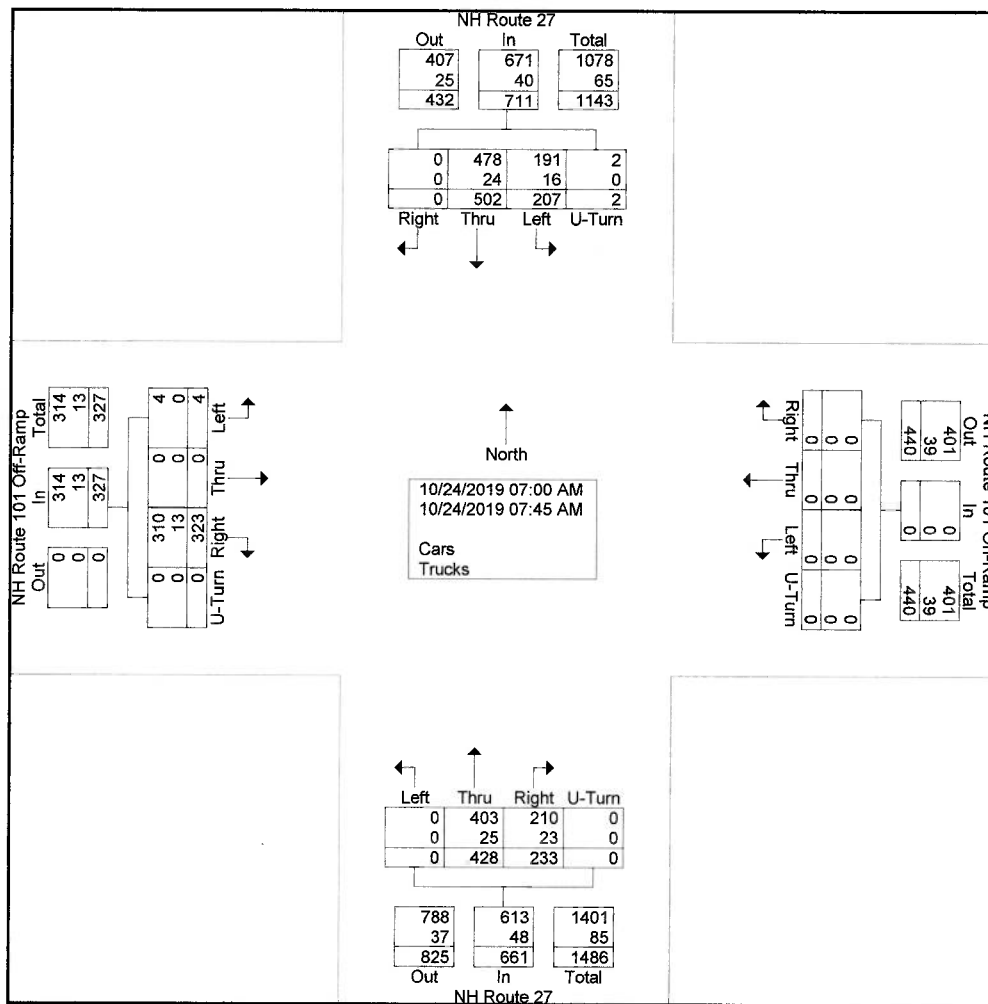 NH Route 27
Out In Total
407 671 1078
25 40 65
432 711 1143
0 478 191 2
0 24 16 0
0 502 207 2
Right Thru Left U-Turn
NH Route 101 Off-Ramp
Total In Out
314 314 0
13 13 0
327 327 0
4 0 310 0
0 0 13 0
4 0 323 0
Left Thru Right U-Turn
North
10/24/2019 07:00 AM
10/24/2019 07:45 AM
Cars
Trucks
Right Thru Left U-Turn
0 0 0 0
0 0 0 0
0 0 0 0
Out In Total
401 0 401
39 0 39
440 0 440
NH Route 101 Off-Ramp
Left Thru Right U-Turn
0 403 210 0
0 25 23 0
0 428 233 0
788 613 1401
37 48 85
825 661 1486
Out In Total
NH Route 27